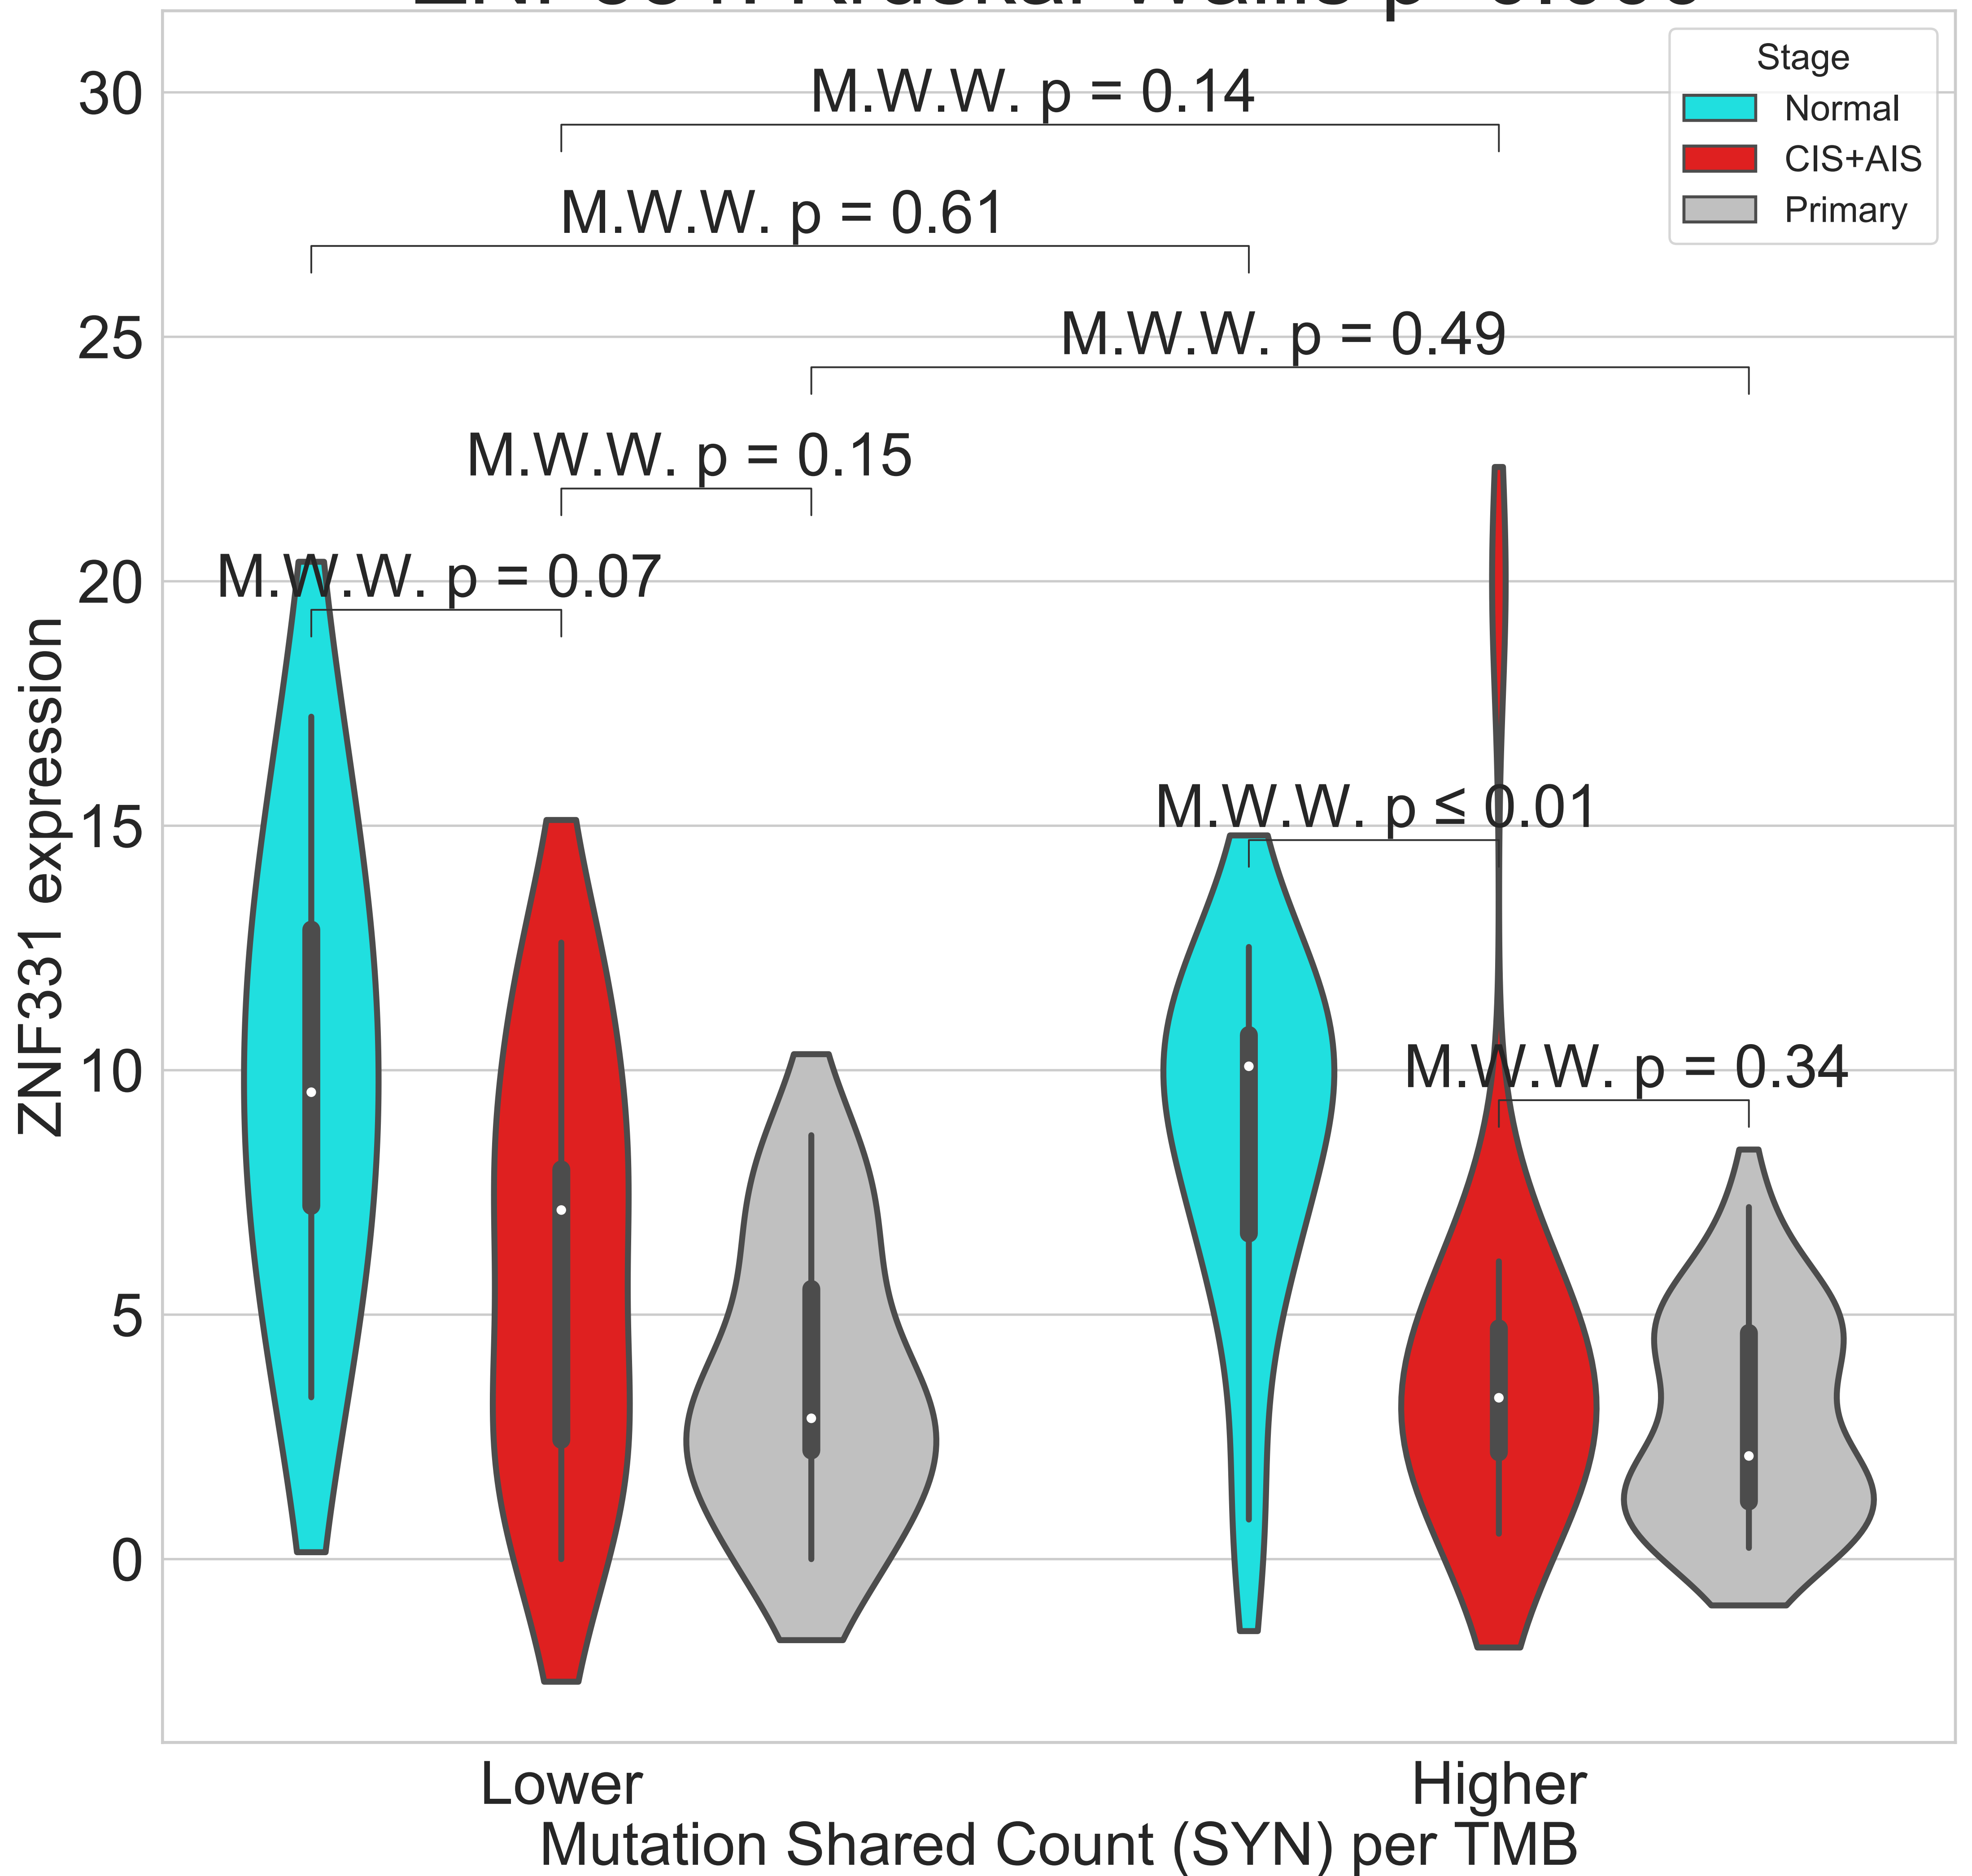 30
M.W.W. p = 0.14
Stage
Normal
CIS+AIS
Primary
M.W.W. p = 0.61
25
M.W.W. p = 0.49
M.W.W. p = 0.15
20
M.W.W. p = 0.07
ZNF331 expression
15
M.W.W. p ≤ 0.01
10
M.W.W. p = 0.34
5
0
Lower
Higher
Mutation Shared Count (SYN) per TMB